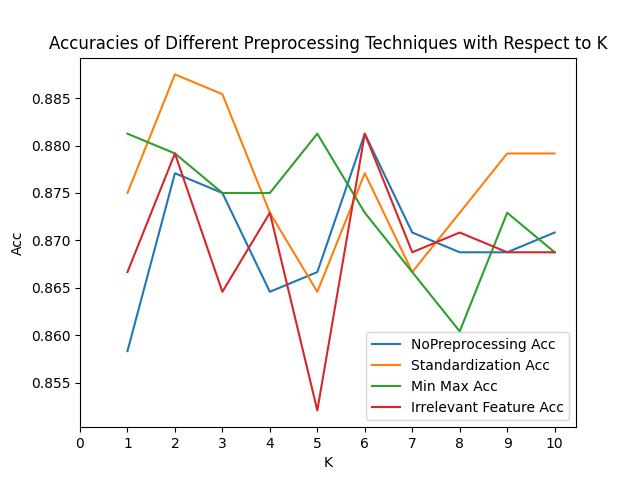 Accuracies of Different Preprocessing Techniques with Respect to K
0.885
0.880
0.875
0.870
0.865
0.860
0.855
Acc
NoPreprocessing Acc
Standardization Acc
Min Max Acc
Irrelevant Feature Acc
0 1 2 3 4 5 6 7 8 9 10
K